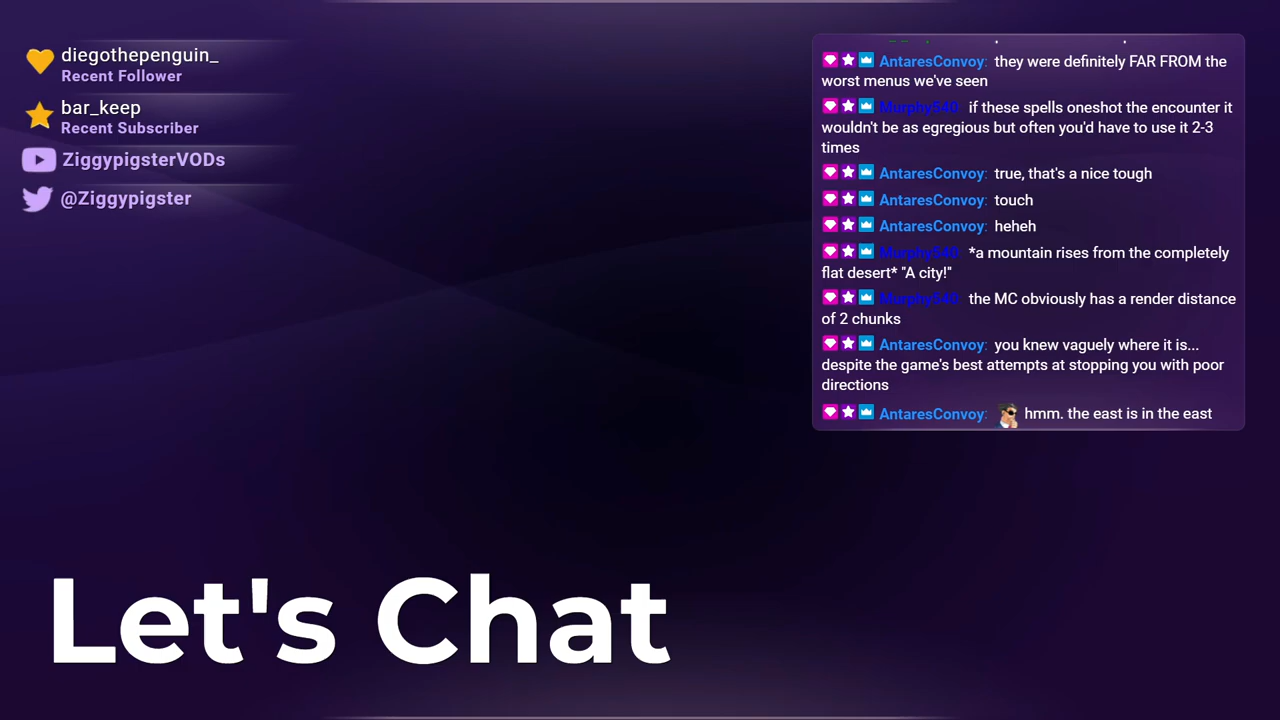 diegothepenguin_
Recent Follower
bar_keep
Recent Subscriber
ZiggypigsterVODs
@Ziggypigster
AntaresConvoy: they were definitely FAR FROM the
worst menus we've seen
Murphy540: if these spells oneshot the encounter it
wouldn't be as egregious but often you'd have to use it 2-3
times
AntaresConvoy: true, that's a nice tough
AntaresConvoy: touch
AntaresConvoy: heheh
Murphy540: *a mountain rises from the completely
flat desert* "A city!"
Murphy540: the MC obviously has a render distance
of 2 chunks
AntaresConvoy: you knew vaguely where it is...
despite the game's best attempts at stopping you with poor
directions
AntaresConvoy: hmm. the east is in the east
Let's Chat